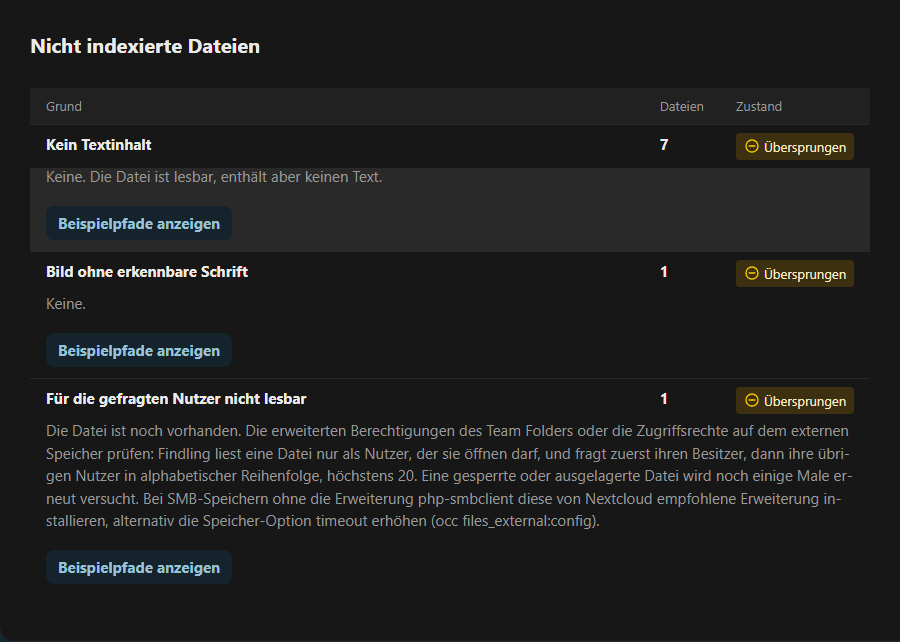 Nicht indexierte Dateien
Grund Dateien Zustand
Kein Textinhalt 7 Übersprungen
Keine. Die Datei ist lesbar, enthält aber keinen Text.
Beispielpfade anzeigen
Bild ohne erkennbare Schrift 1 Übersprungen
Keine.
Beispielpfade anzeigen
Für die gefragten Nutzer nicht lesbar 1 Übersprungen
Die Datei ist noch vorhanden. Die erweiterten Berechtigungen des Team Folders oder die Zugriffsrechte auf dem externen
Speicher prüfen: Findling liest eine Datei nur als Nutzer, der sie öffnen darf, und fragt zuerst ihren Besitzer, dann ihre übri-
gen Nutzer in alphabetischer Reihenfolge, höchstens 20. Eine gesperrte oder ausgelagerte Datei wird noch einige Male er-
neut versucht. Bei SMB-Speichern ohne die Erweiterung php-smbclient diese von Nextcloud empfohlene Erweiterung in-
stallieren, alternativ die Speicher-Option timeout erhöhen (occ files_external:config).
Beispielpfade anzeigen